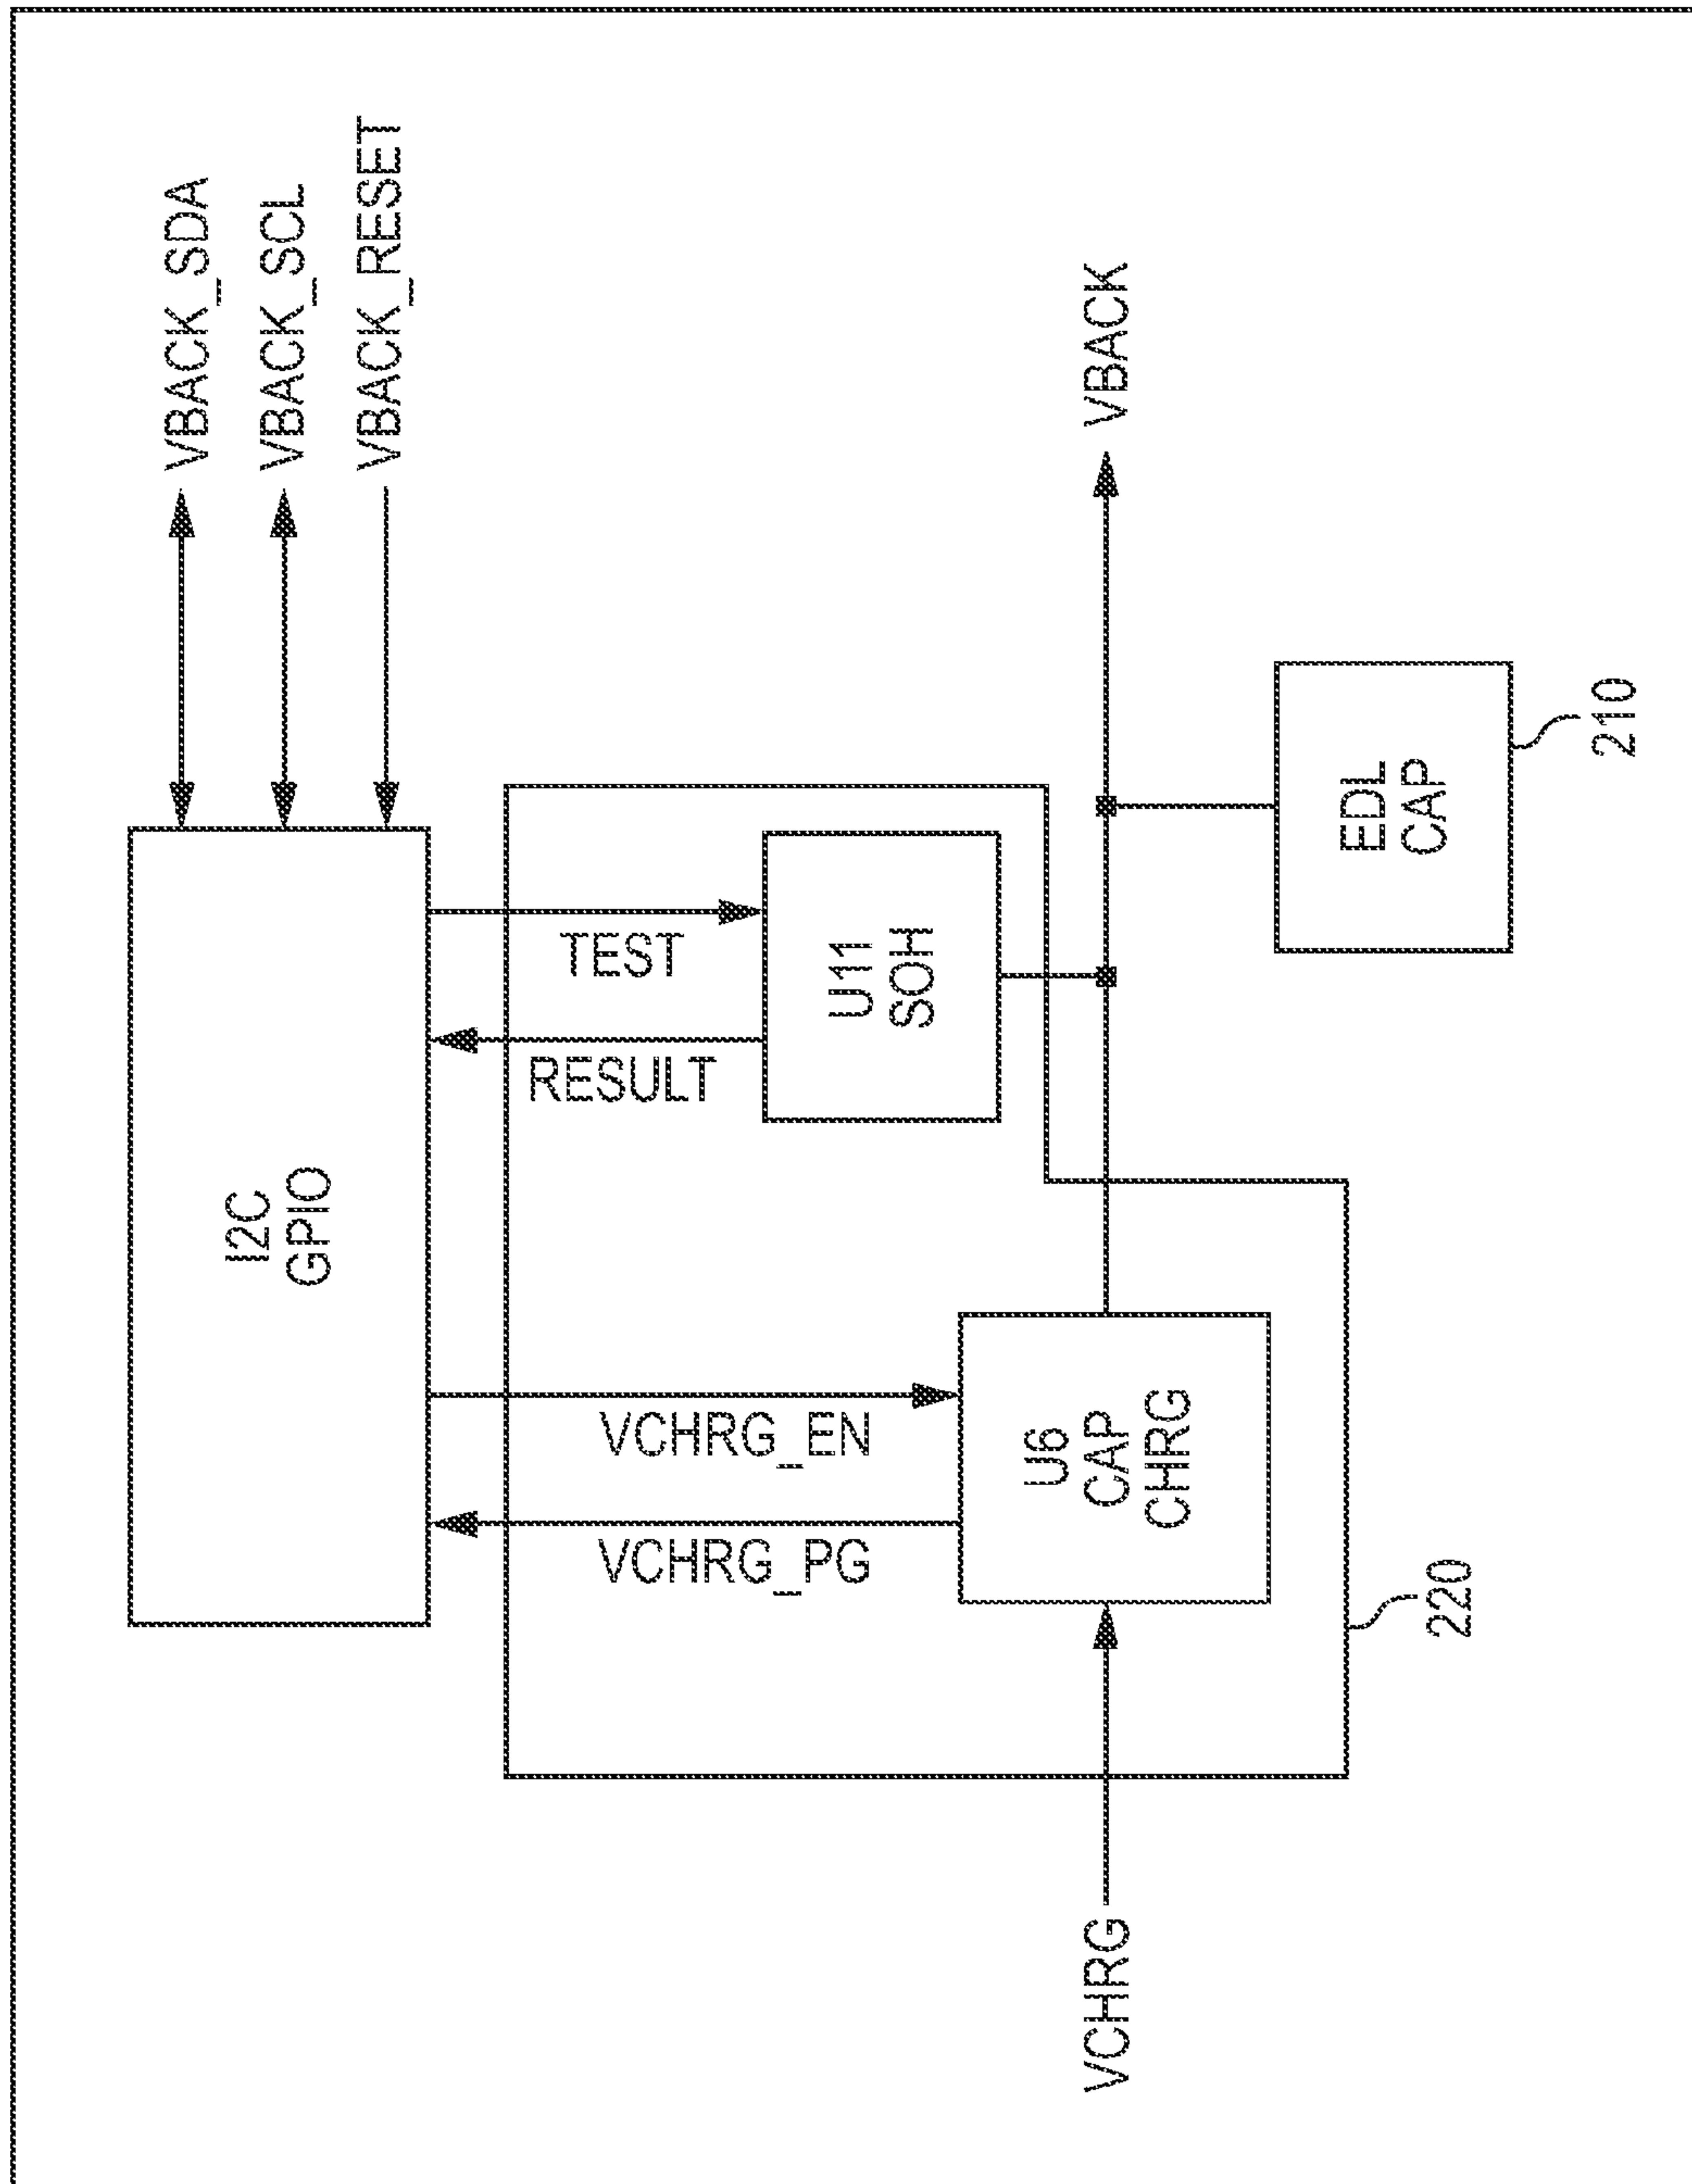 VBACK_SDA
VBACK_SCL
VBACK_RESET
I2C
GPIO
TEST
RESULT
VCHRG_EN
VCHRG_PG
U11
SOH
U6
CAP
CHRG
VCHRG
VBACK
EDL
CAP
210
220